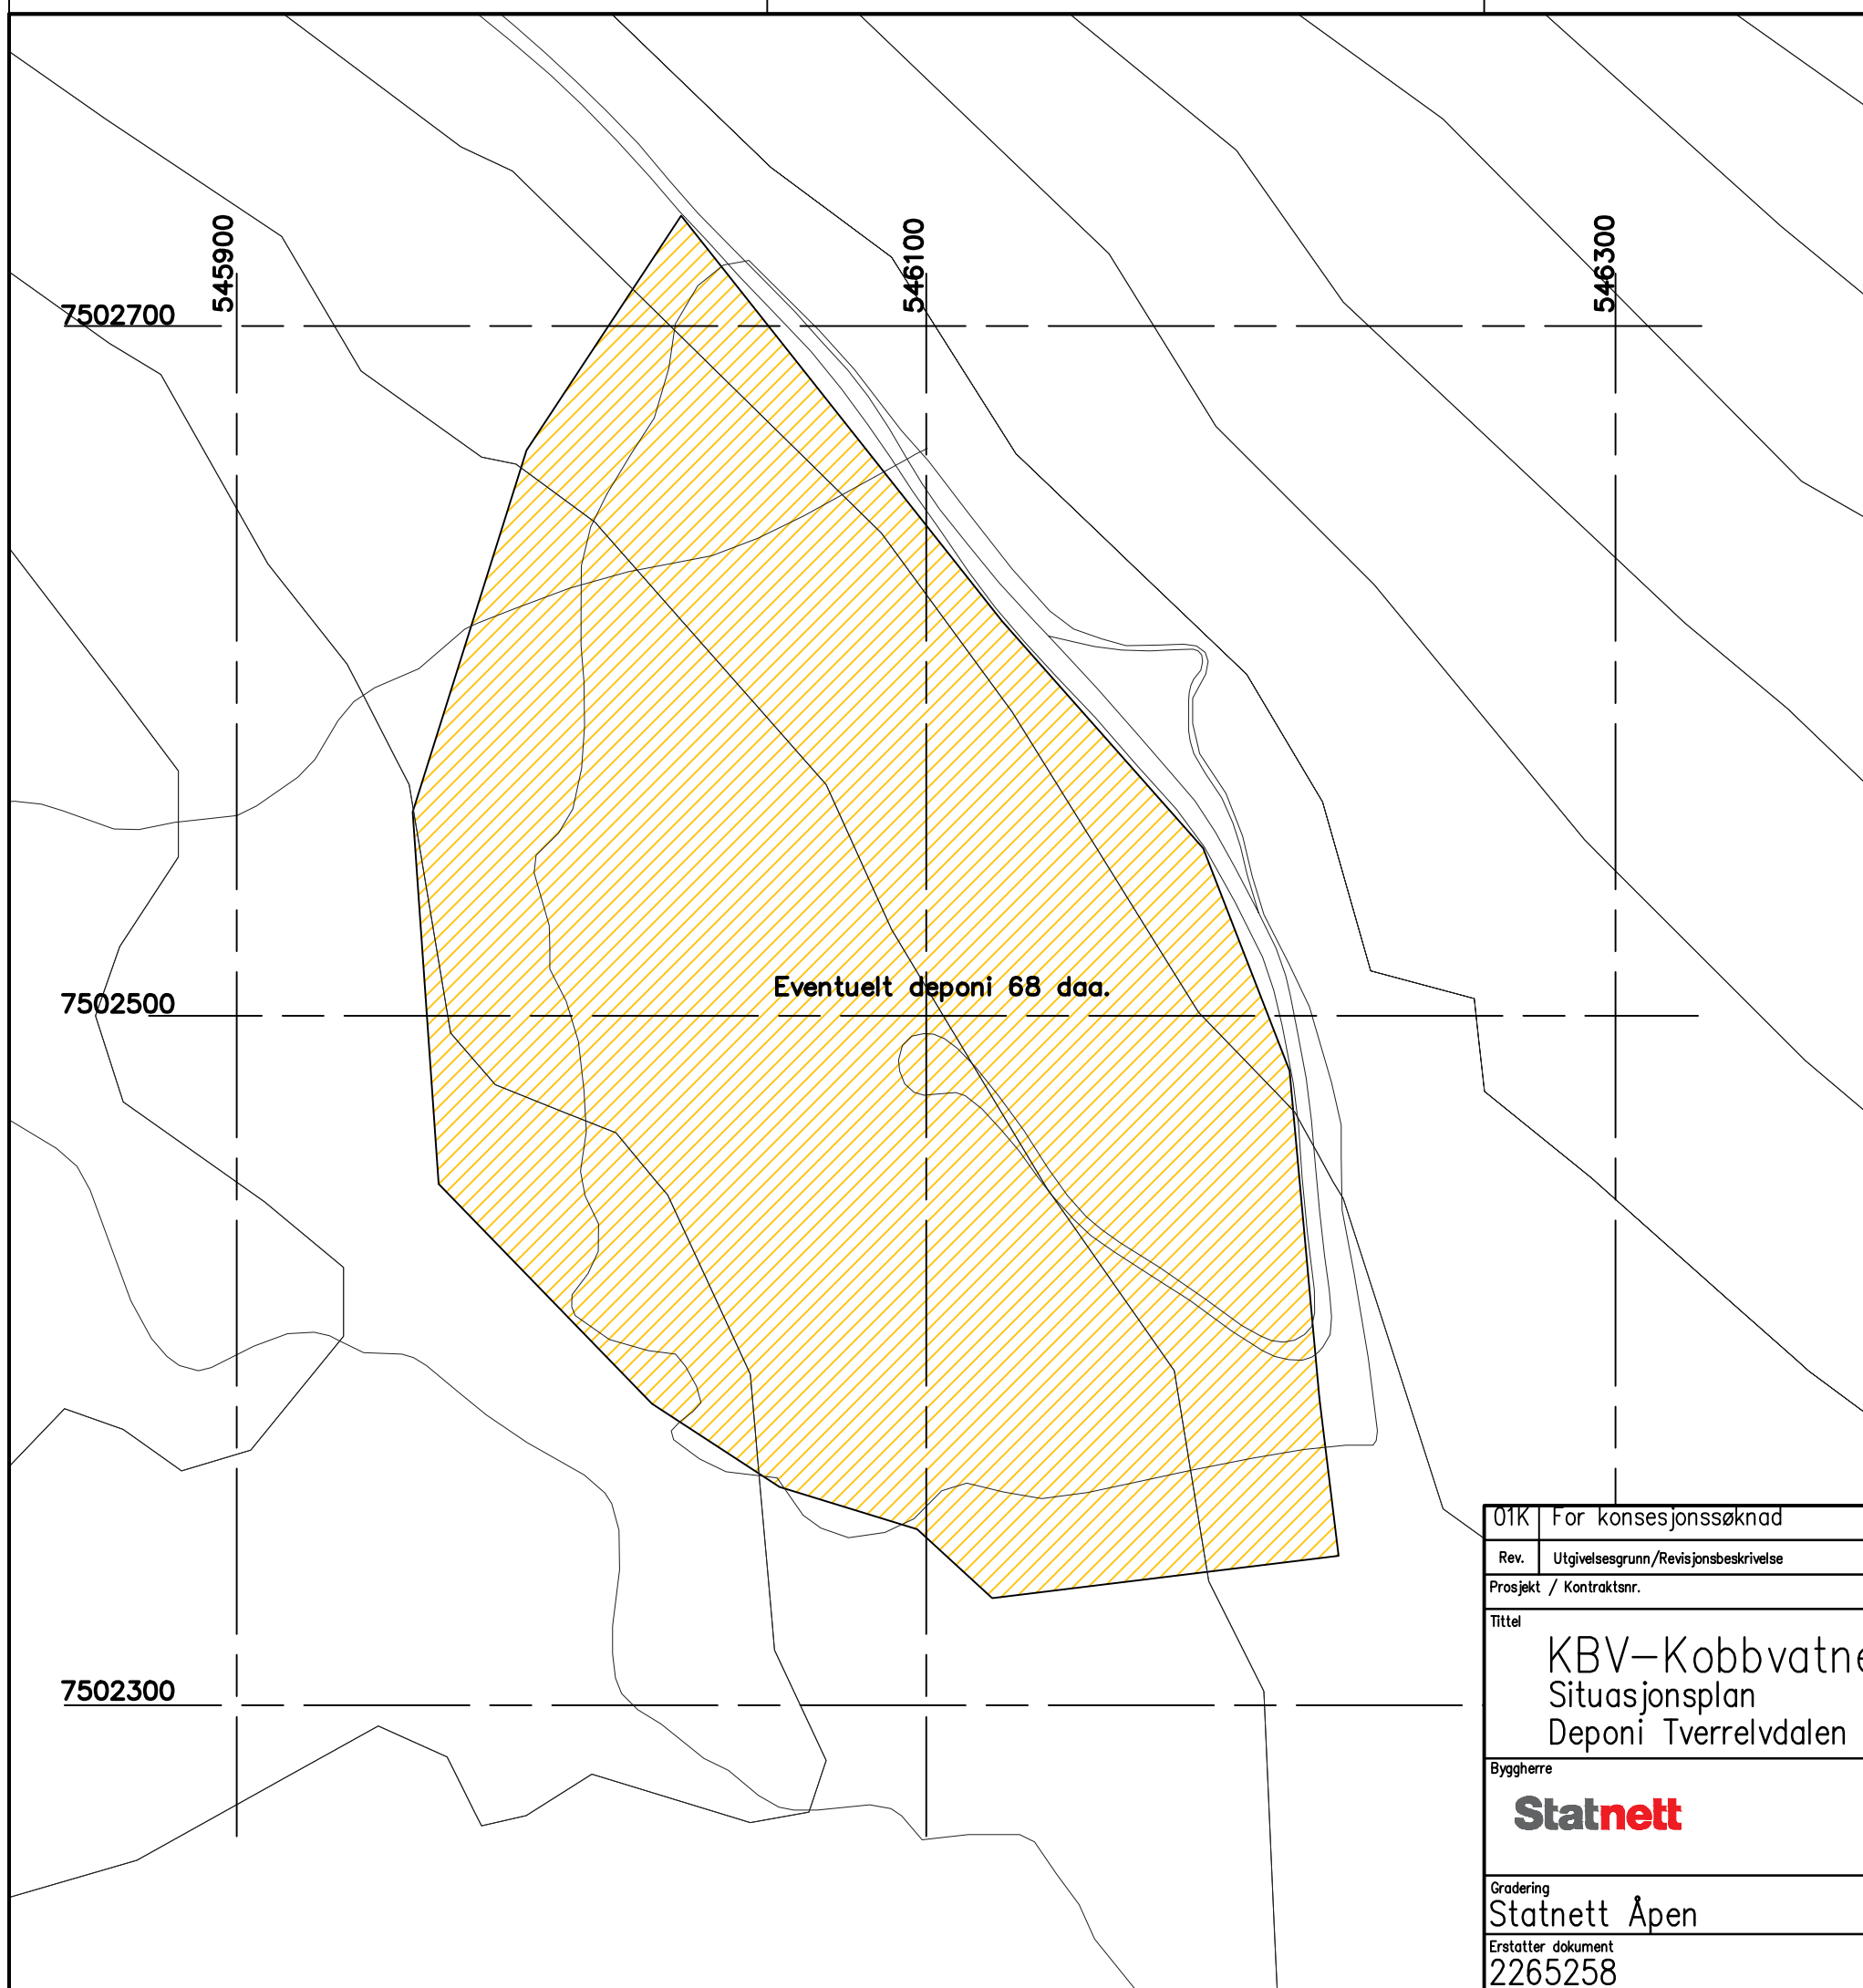 545900
546100
546300
7502700
Eventuelt deponi 68 daa.
7502500
7502300
01K For konsesjonssøknad
Rev. Utgivelsesgrunn/Revisjonsbeskrivelse
Prosjekt / Kontraktsnr.
Tittel
KBV-Kobbvatne
Situasjonsplan
Deponi Tverrelvdalen
Byggherre
Statnett
Gradering
Statnett Åpen
Erstatter dokument
2265258